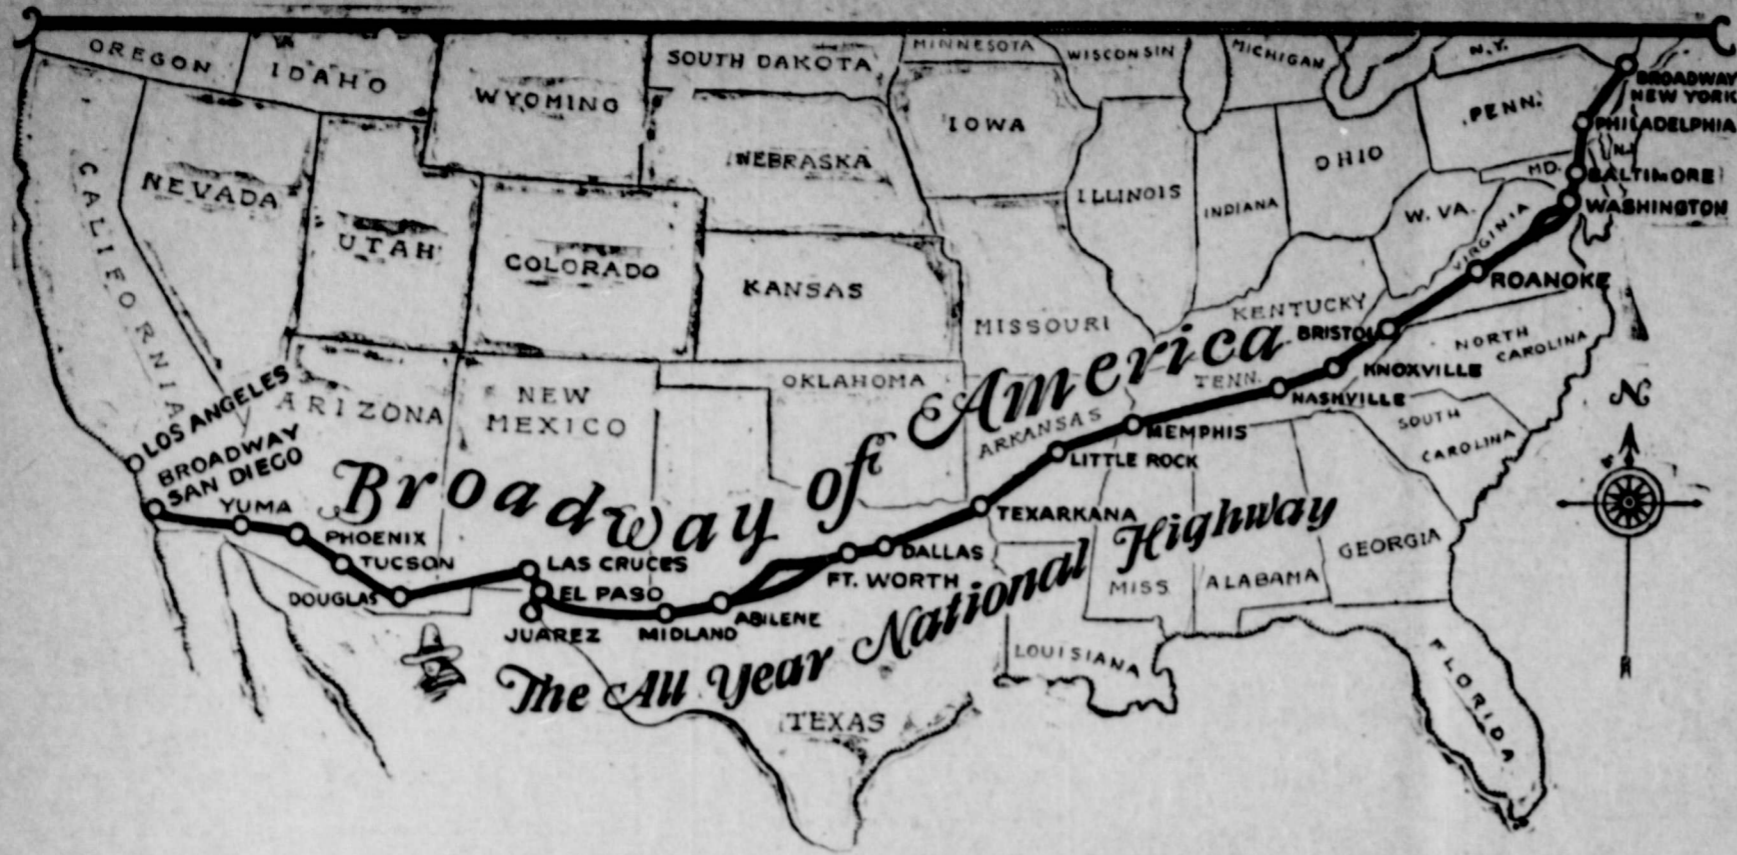 OREGON
IDAHO
WYOMING
SOUTH DAKOTA
MINNESOTA
WISCONSIN
MICHIGAN
N.Y.
BROADWAY
NEW YORK
PENN.
PHILADELPHIA
N.J.
MD.
BALTIMORE
WASHINGTON
CALIFORNIA
NEVADA
UTAH
COLORADO
NEBRASKA
KANSAS
IOWA
ILLINOIS
INDIANA
OHIO
W. VA.
VIRGINIA
ROANOKE
MISSOURI
KENTUCKY
BRISTOL
NORTH
CAROLINA
KNOXVILLE
TENN.
NASHVILLE
SOUTH
CAROLINA
N
LOS ANGELES
BROADWAY
SAN DIEGO
ARIZONA
NEW
MEXICO
OKLAHOMA
ARKANSAS
MEMPHIS
LITTLE ROCK
Broadway of America
YUMA
PHOENIX
TUCSON
DOUGLAS
LAS CRUCES
EL PASO
JUAREZ
MIDLAND
ABILENE
FT. WORTH
DALLAS
TEXARKANA
The All Year National Highway
MISS
ALABAMA
GEORGIA
LOUISIANA
TEXAS
FLORIDA